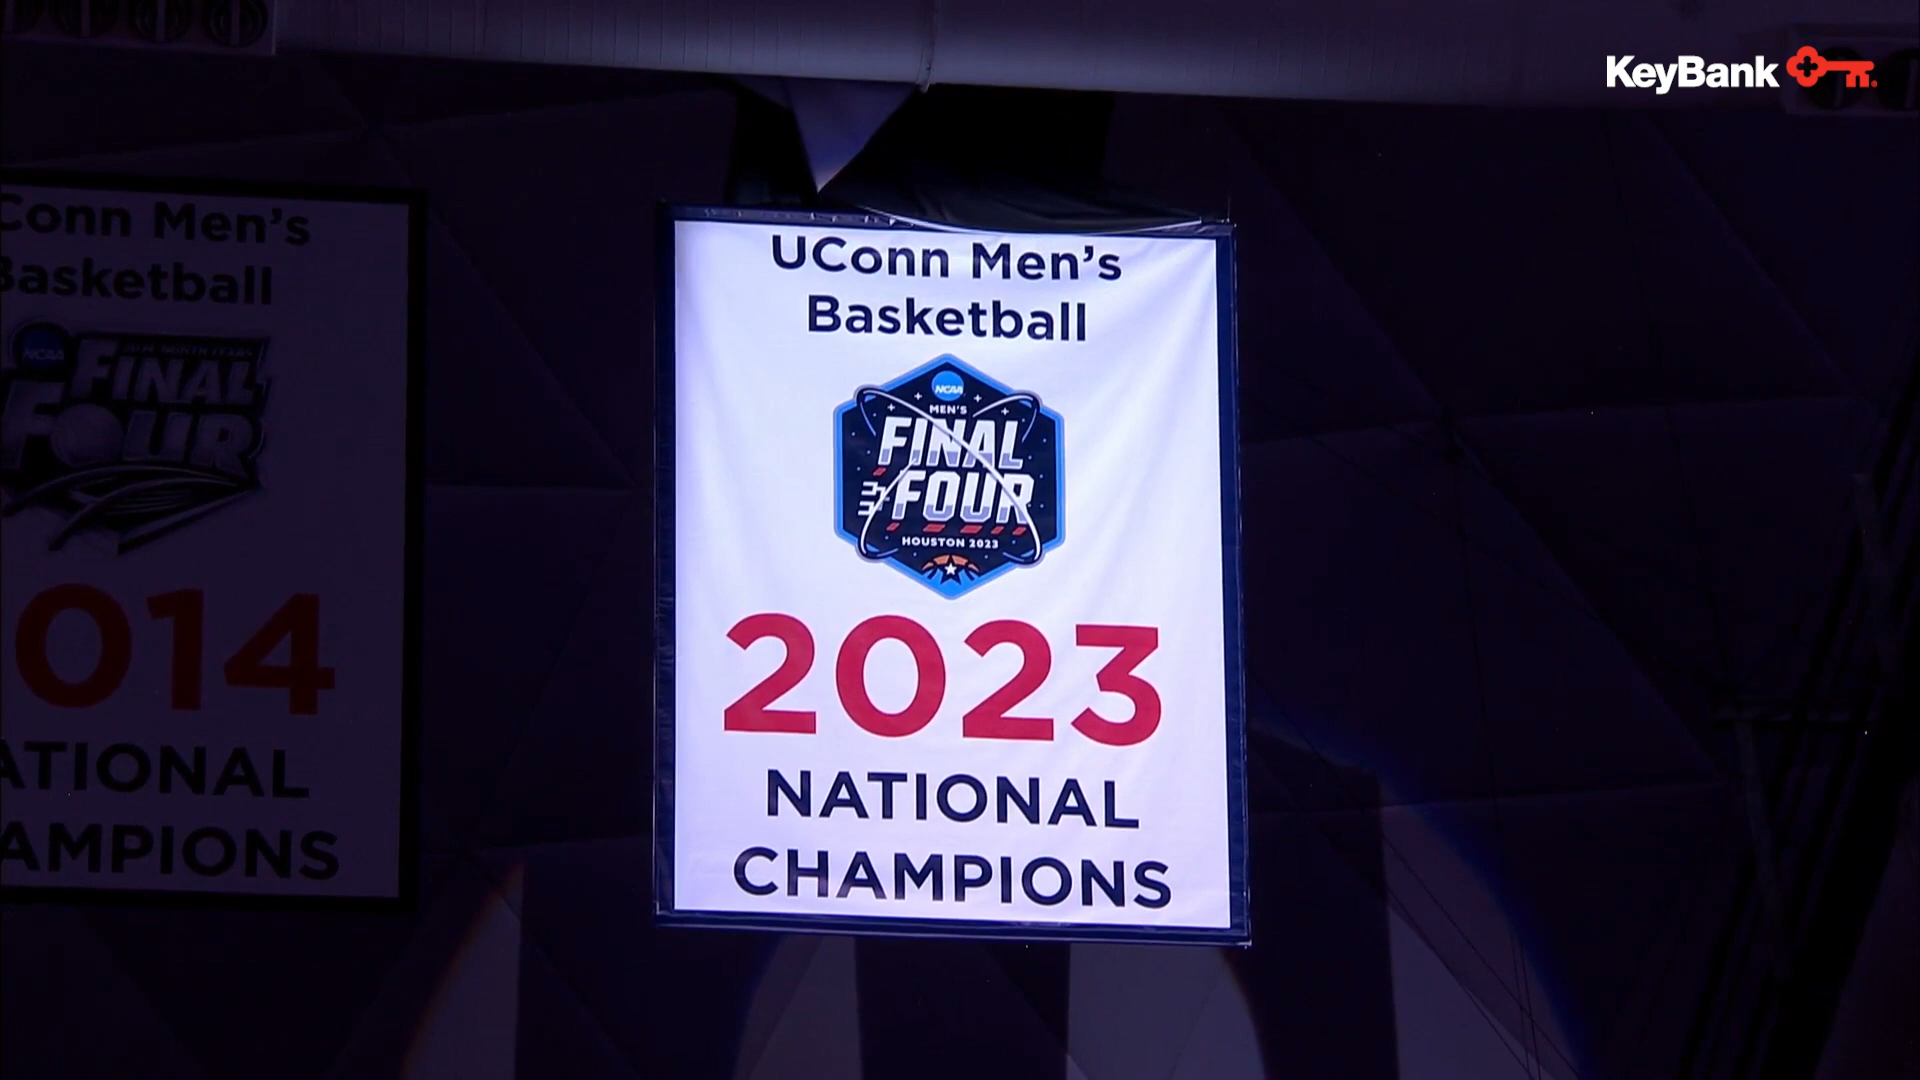 KeyBank
Conn Men's
Basketball
NCAA
FINAL
FOUR
014
ATIONAL
AMPIONS
UConn Men's
Basketball
NCAA
MEN'S
FINAL
FOUR
HOUSTON 2023
2023
NATIONAL
CHAMPIONS